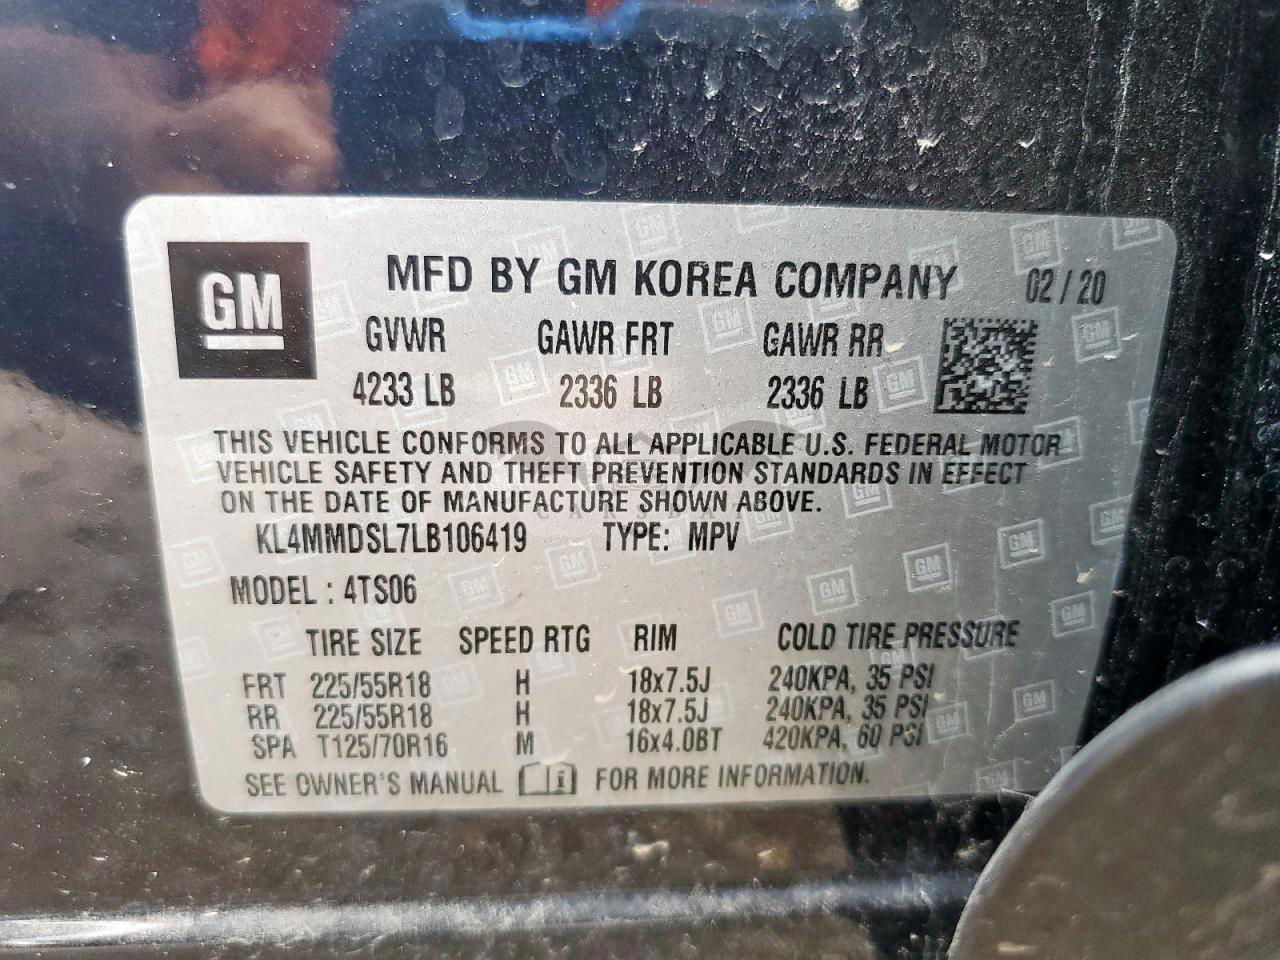 GM
MFD BY GM KOREA COMPANY 02 / 20
GVWR GAWR FRT GAWR RR
4233 LB 2336 LB 2336 LB
THIS VEHICLE CONFORMS TO ALL APPLICABLE U.S. FEDERAL MOTOR
VEHICLE SAFETY AND THEFT PREVENTION STANDARDS IN EFFECT
ON THE DATE OF MANUFACTURE SHOWN ABOVE.
KL4MMDSL7LB106419 TYPE: MPV
MODEL : 4TS06
TIRE SIZE SPEED RTG RIM COLD TIRE PRESSURE
FRT 225/55R18 H 18x7.5J 240KPA, 35 PSI
RR 225/55R18 H 18x7.5J 240KPA, 35 PSI
SPA T125/70R16 M 16x4.0BT 420KPA, 60 PSI
SEE OWNER'S MANUAL i FOR MORE INFORMATION.